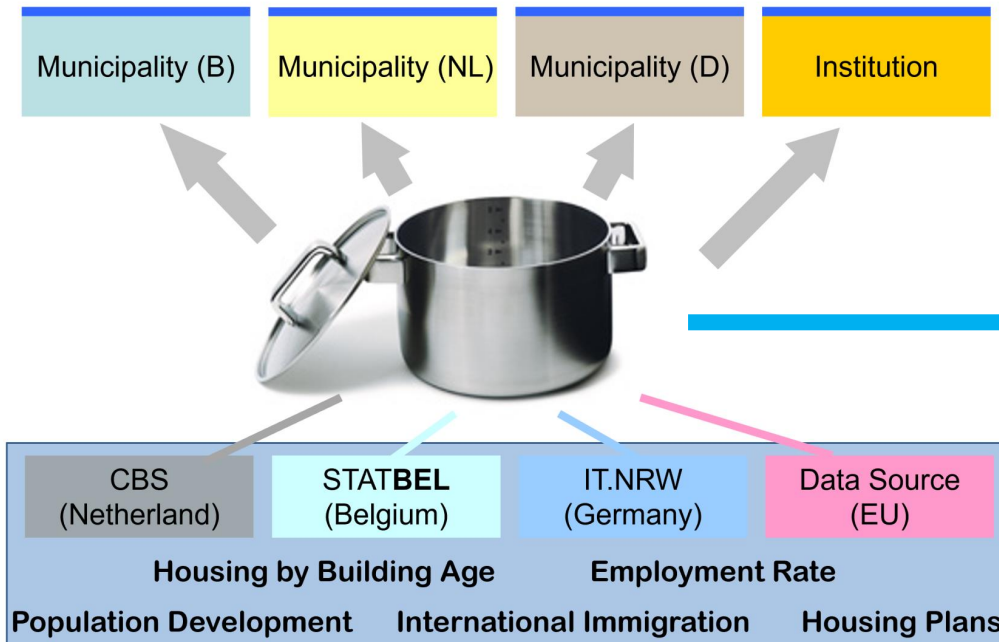 Municipality (B)
Municipality (NL)
Municipality (D)
Institution
CBS
(Netherland)
STATBEL
(Belgium)
IT.NRW
(Germany)
Data Source
(EU)
Housing by Building Age
Employment Rate
Population Development
International Immigration
Housing Plans